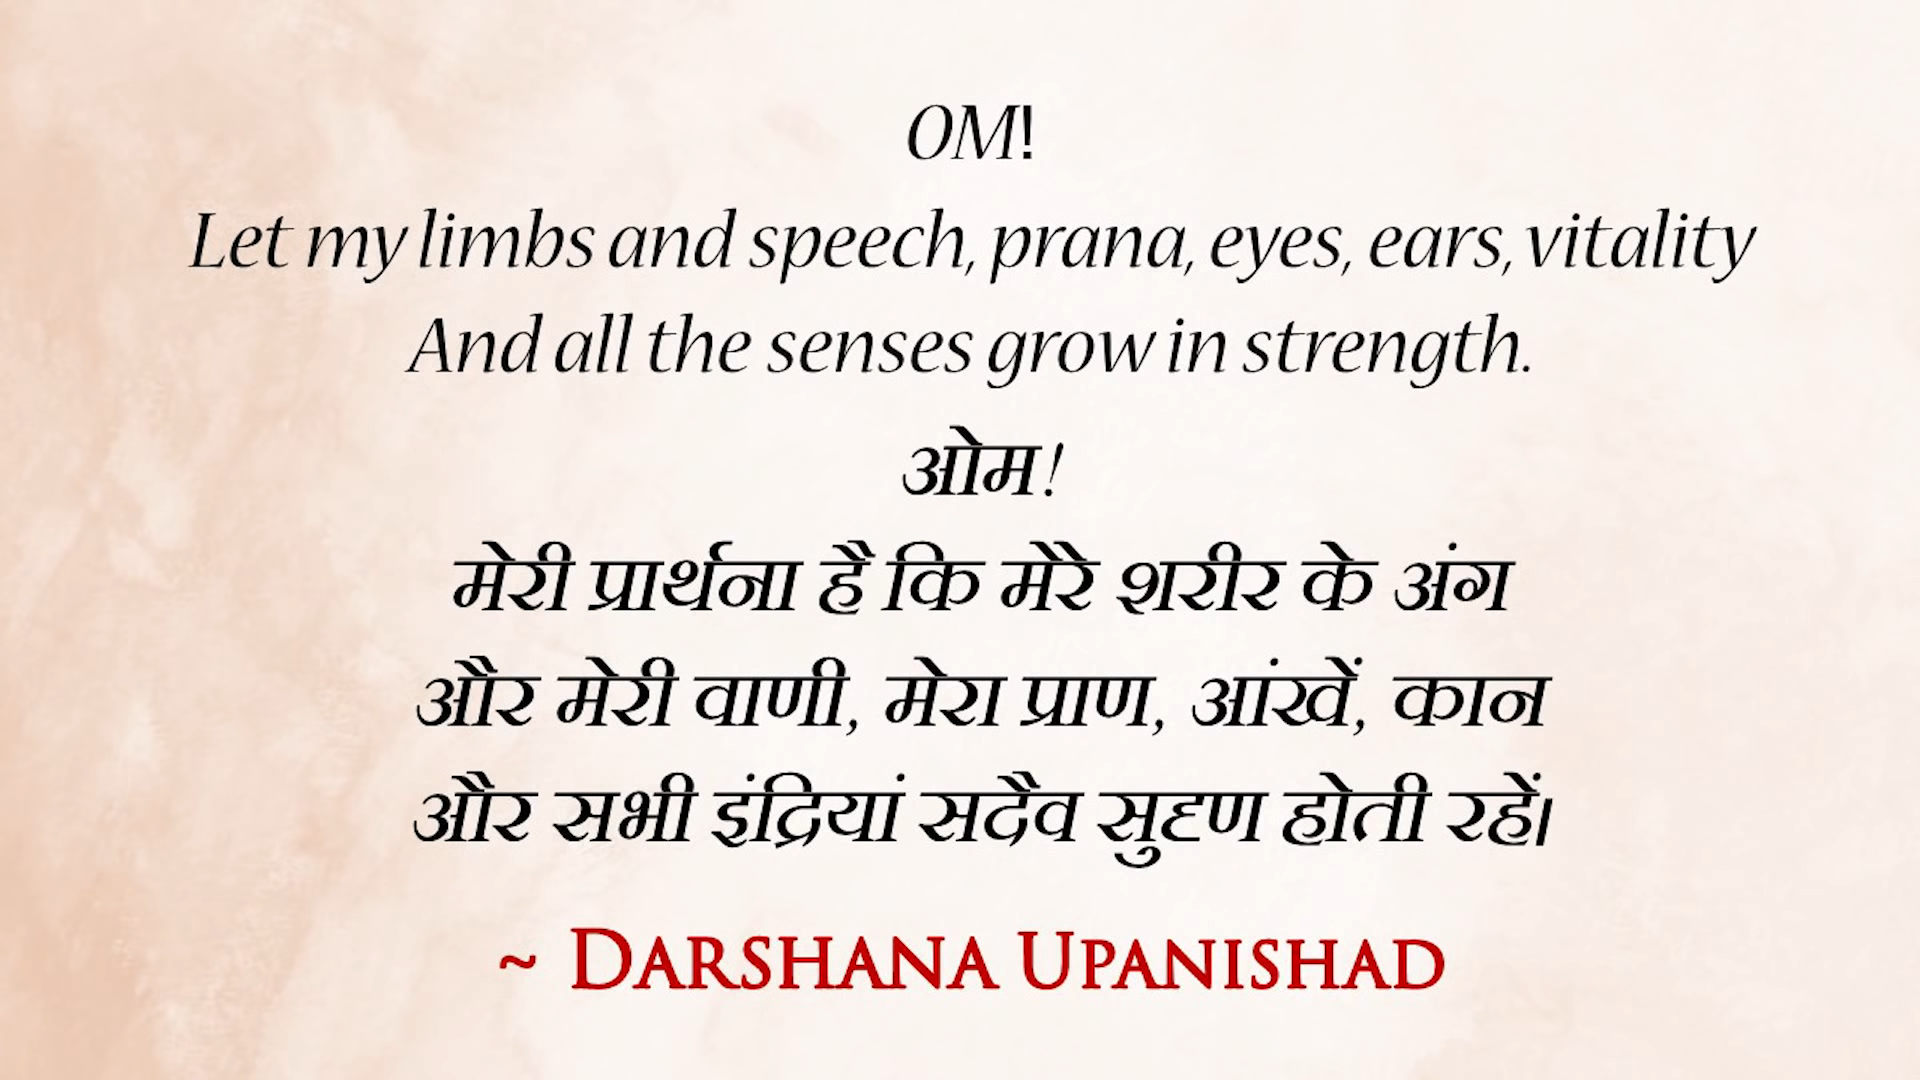 OM!
Let my limbs and speech, prana, eyes, ears, vitality
And all the senses grow in strength.
ओम!
मेरी प्रार्थना है कि मेरे शरीर के अंग
और मेरी वाणी, मेरा प्राण, आंखें, कान
और सभी इंद्रियां सदैव सुदृण होती रहें।
~ DARSHANA UPANISHAD